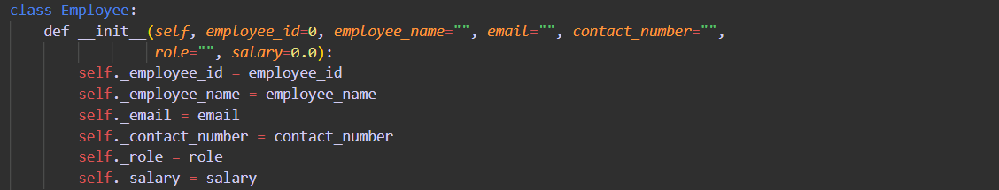 class Employee:
    def __init__(self, employee_id=0, employee_name="", email="", contact_number="",
                 role="", salary=0.0):
        self._employee_id = employee_id
        self._employee_name = employee_name
        self._email = email
        self._contact_number = contact_number
        self._role = role
        self._salary = salary